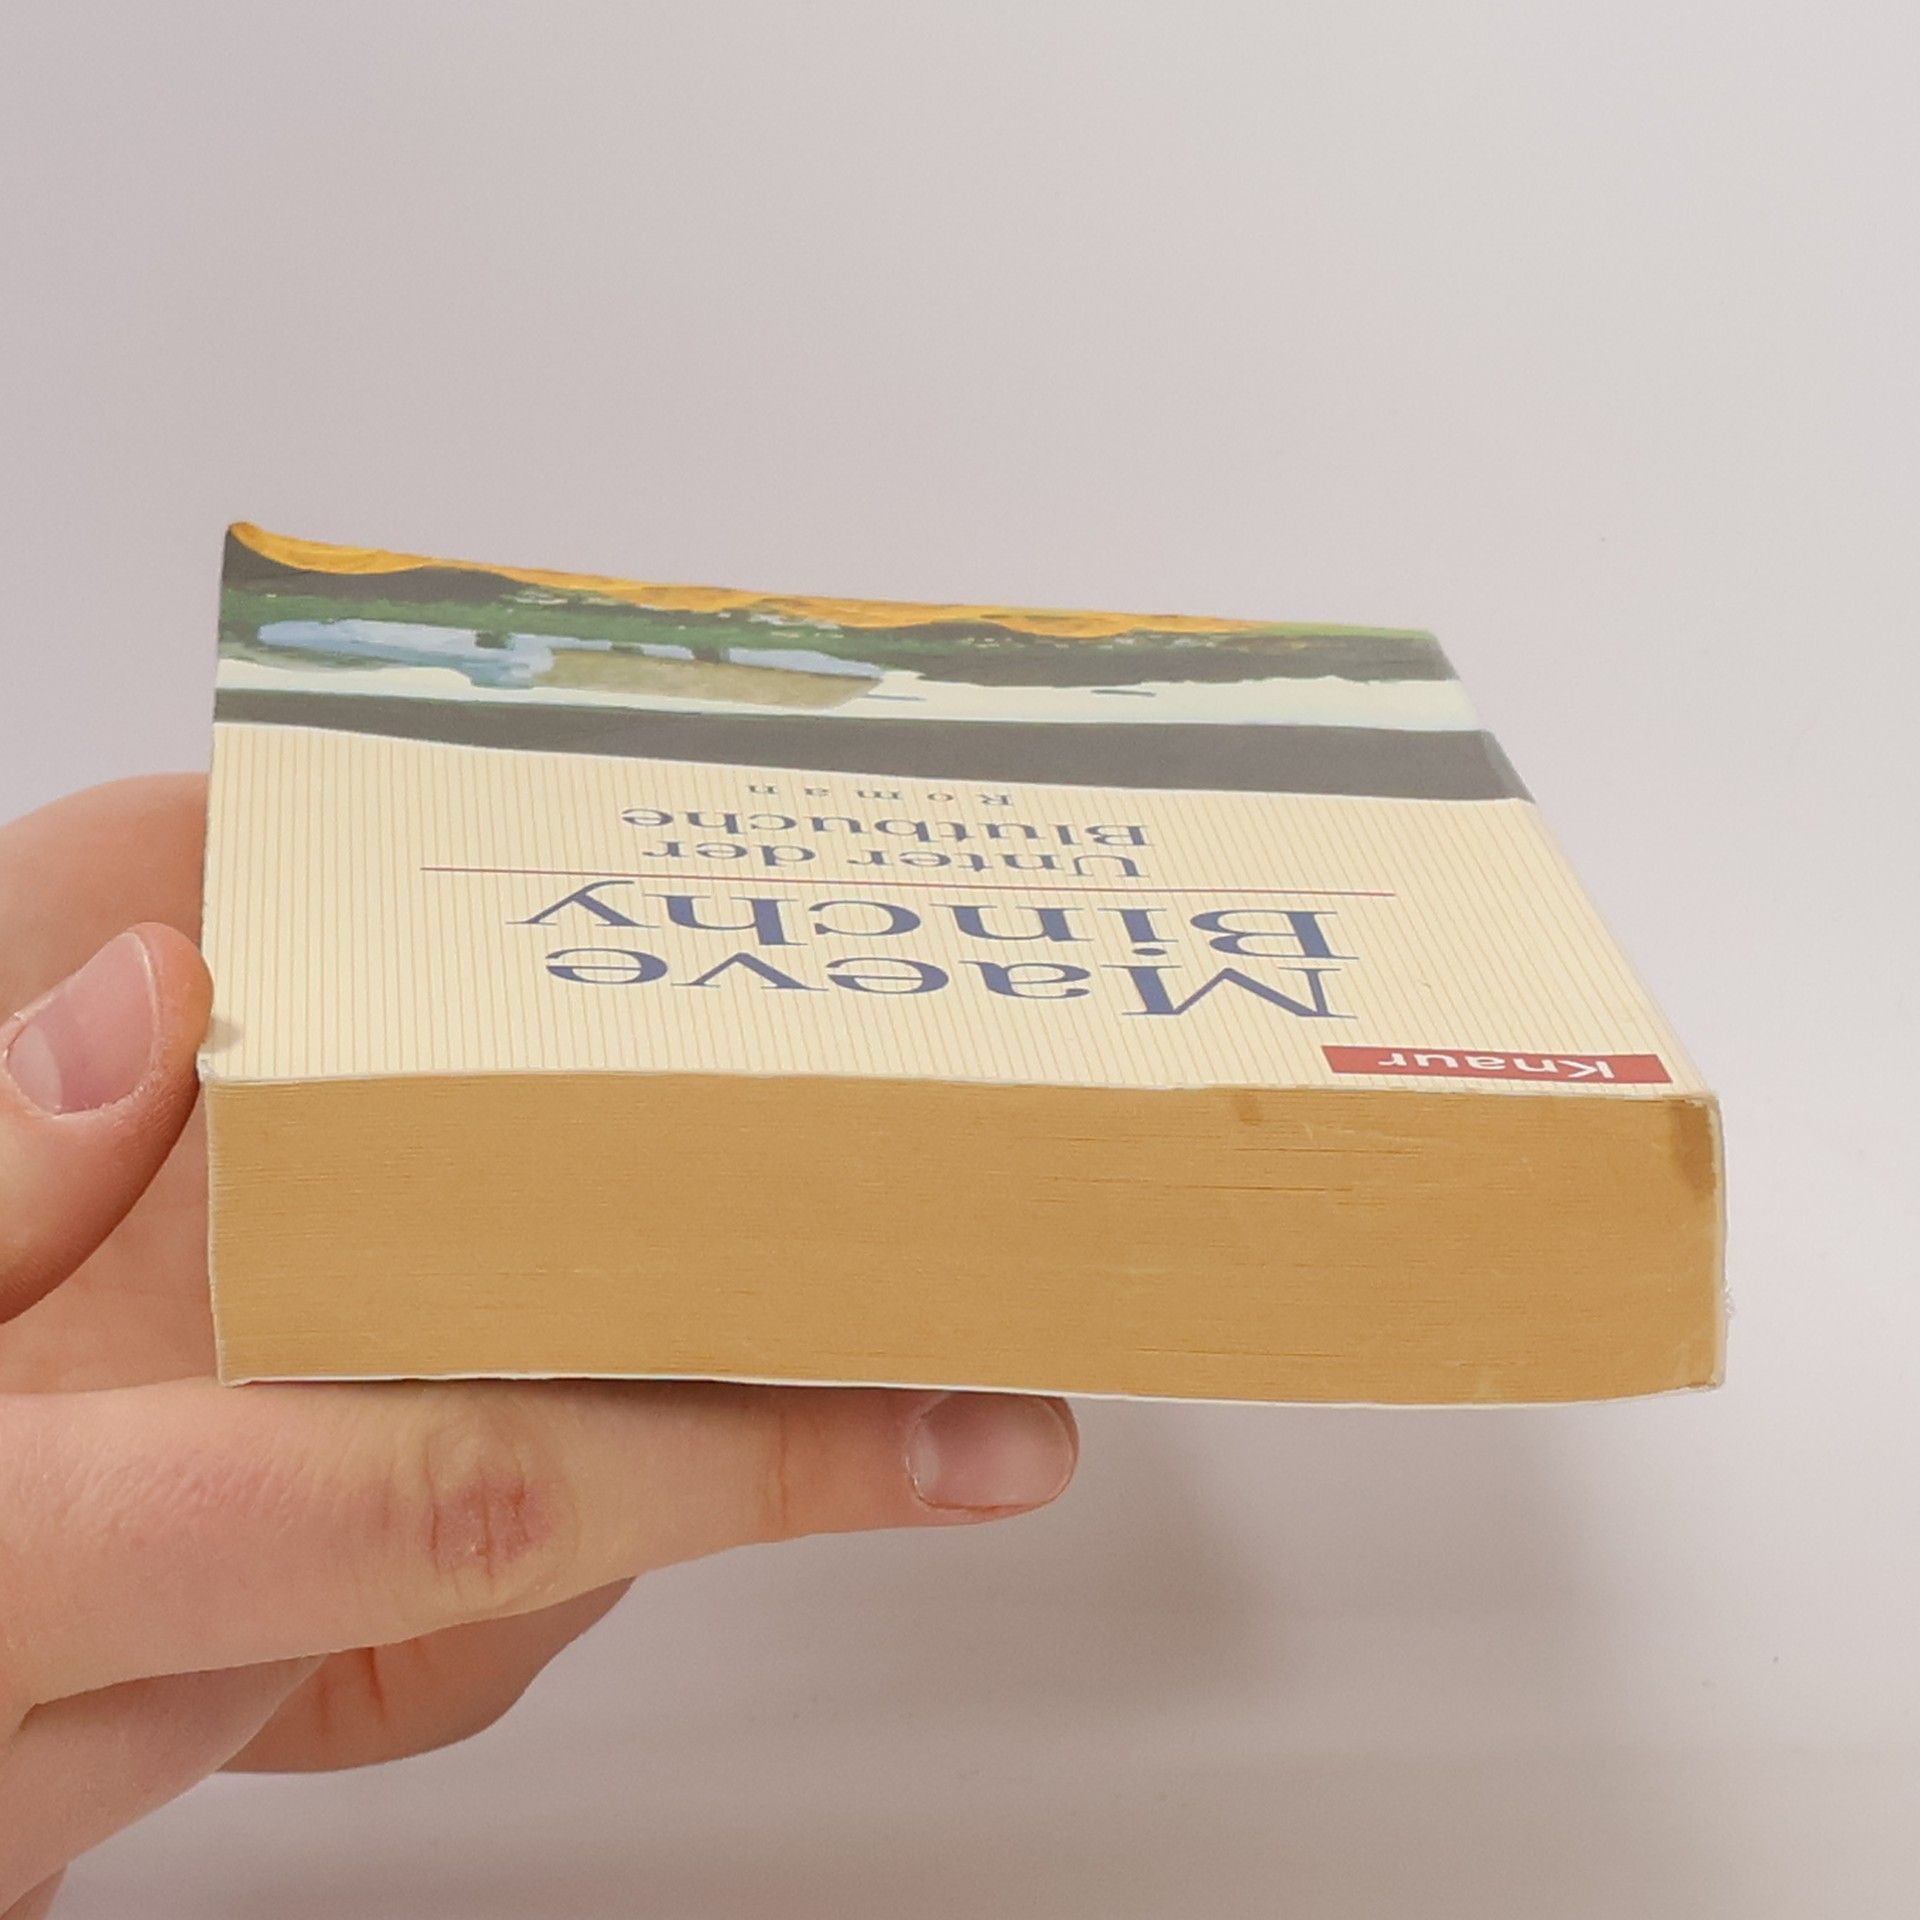 Knaur
Maeve
Binchy
Unter der
Blutbuche
Roman